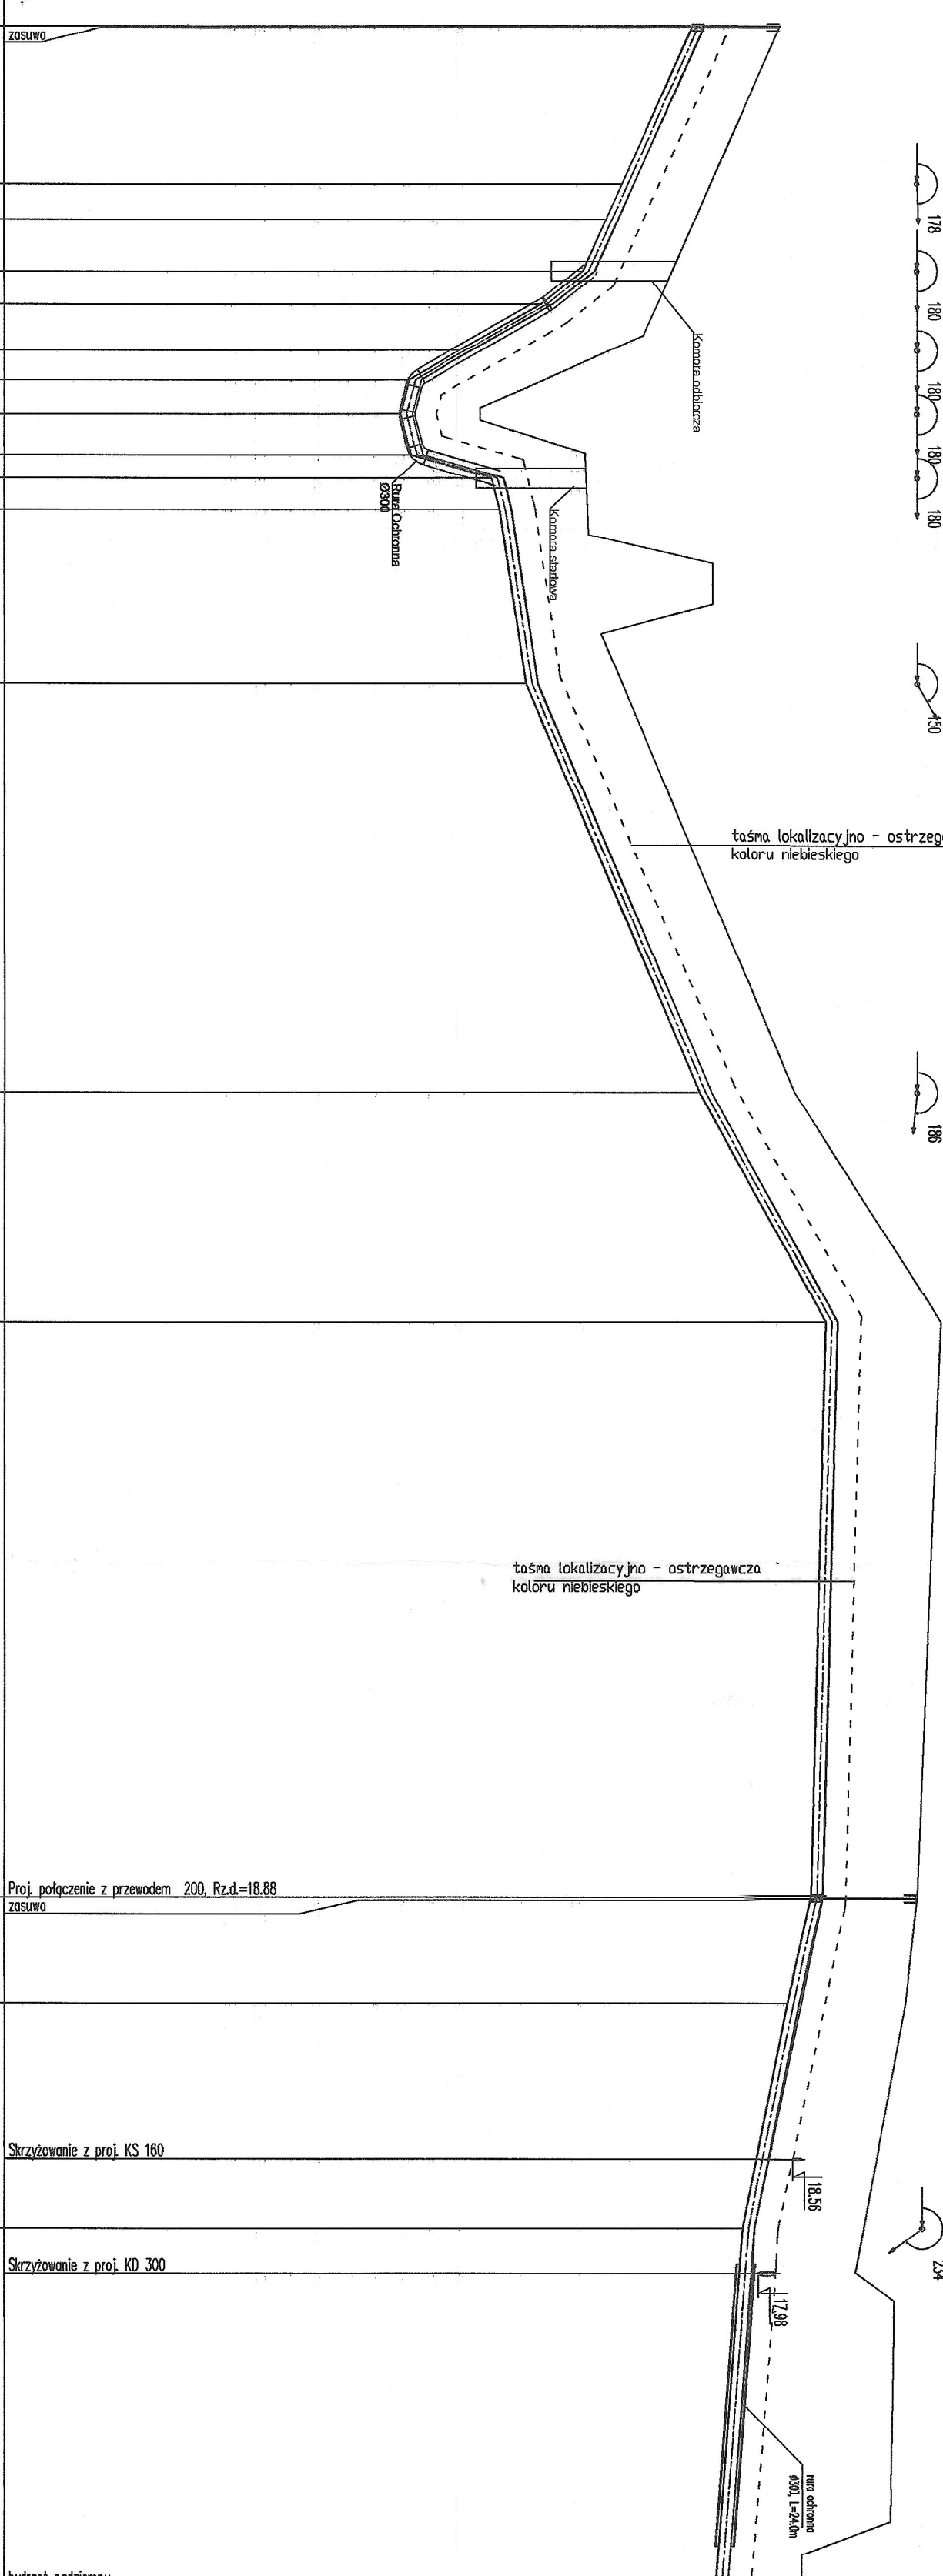 zasuwa
178
180
180
180
180
Komora odbiorcza
Komora startowa
Rura Ochronna
Ø300
150
taśma lokalizacyjno - ostrzeg
koloru niebieskiego
186
taśma lokalizacyjno - ostrzegawcza
koloru niebieskiego
Proj. połączenie z przewodem 200, Rz.d.=18.88
zasuwa
Skrzyżowanie z proj. KS 160
18.56
234
Skrzyżowanie z proj. KD 300
17.98
rura ochronna
ø300, L=24.0m